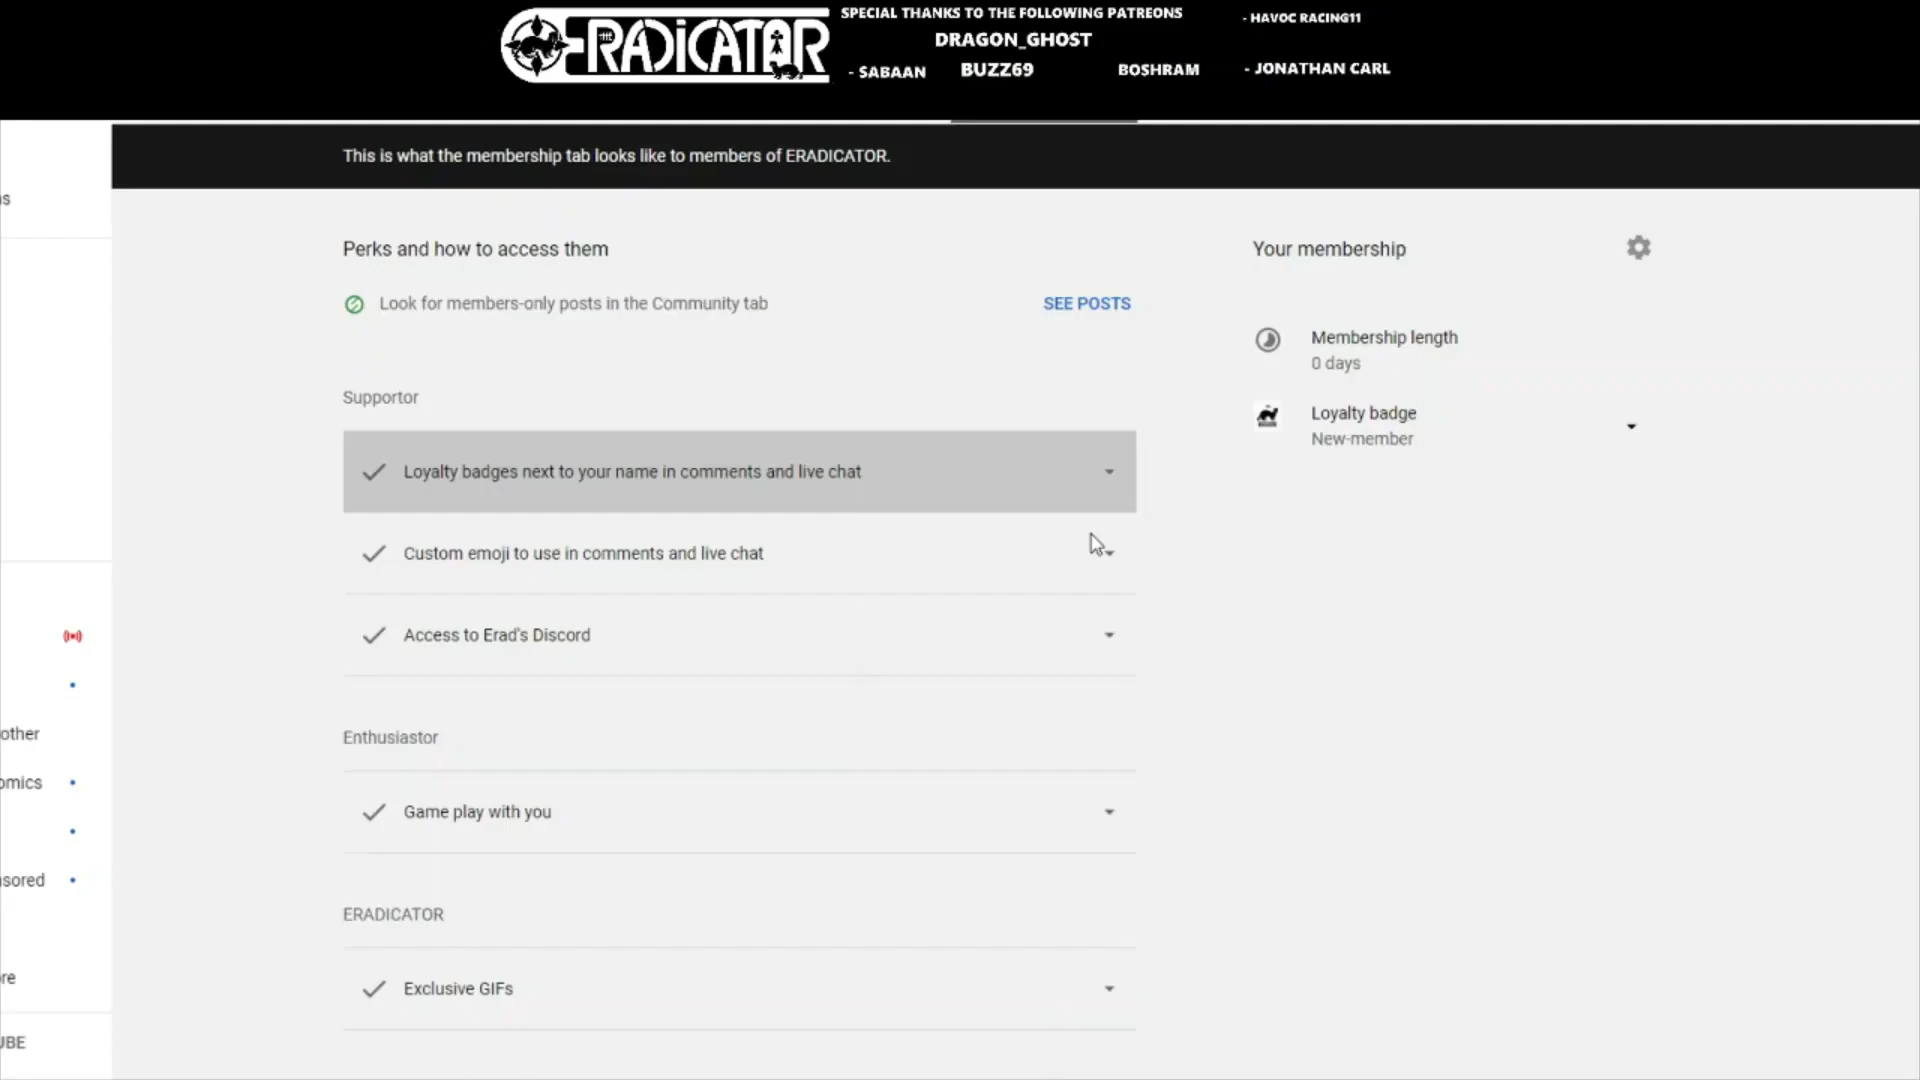 THE ERADICATOR
SPECIAL THANKS TO THE FOLLOWING PATREONS
- HAVOC RACING11
DRAGON_GHOST
- SABAAN
BUZZ69
BOSHRAM
- JONATHAN CARL
This is what the membership tab looks like to members of ERADICATOR.
Perks and how to access them
Look for members-only posts in the Community tab
SEE POSTS
Supportor
Loyalty badges next to your name in comments and live chat
Custom emoji to use in comments and live chat
Access to Erad's Discord
Enthusiastor
Game play with you
ERADICATOR
Exclusive GIFs
Your membership
Membership length
0 days
Loyalty badge
New-member
s
other
omics
sored
re
UBE